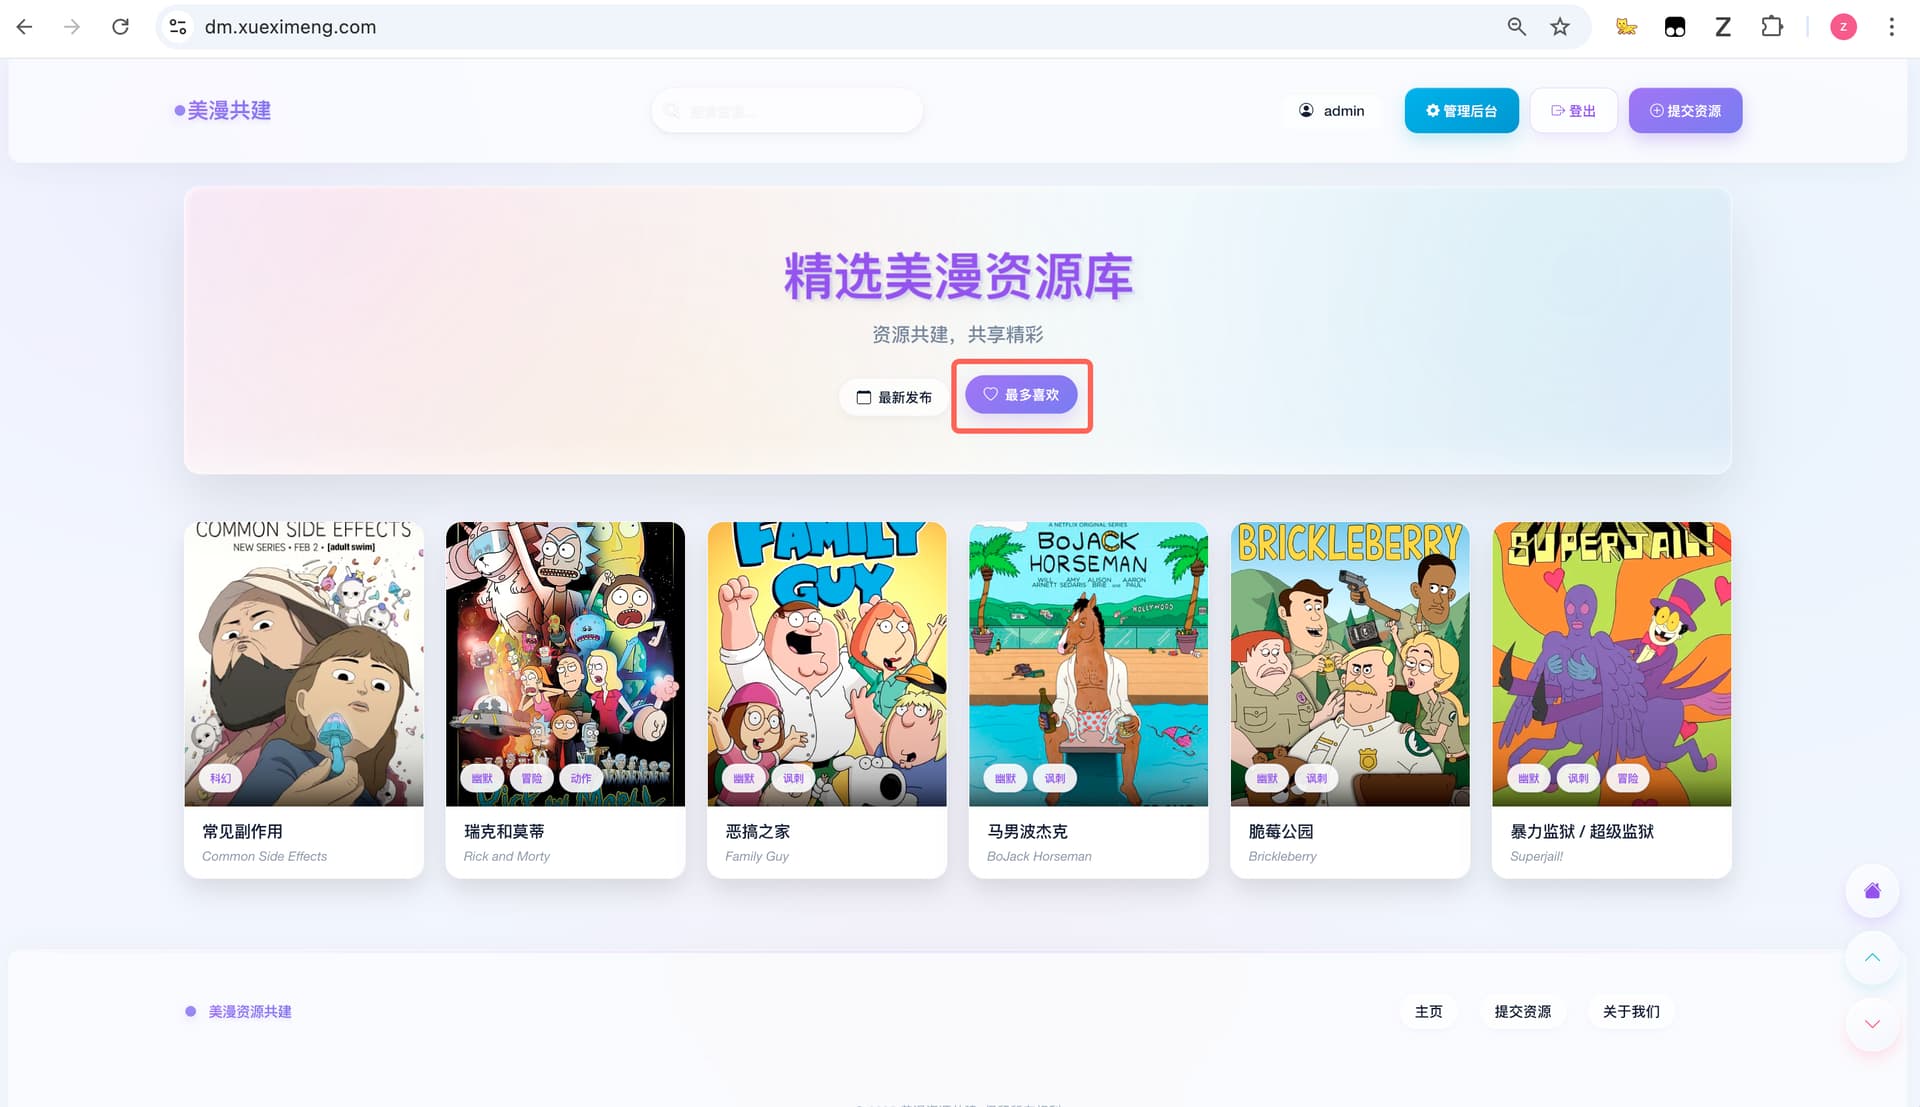 dm.xueximeng.com
Z
z
美漫共建
admin
管理后台
登出
提交资源
精选美漫资源库
资源共建，共享精彩
最新发布
最多喜欢
COMMON SIDE EFFECTS
NEW SERIES • FEB 2 • [adult swim]
科幻
常见副作用
Common Side Effects
幽默
冒险
动作
瑞克和莫蒂
Rick and Morty
FAMILY
GUY
幽默
讽刺
恶搞之家
Family Guy
A NETFLIX ORIGINAL SERIES
BOJACK
HORSEMAN
WILL ARNETT
AMY SEDARIS
ALISON BRIE
AND
AARON PAUL
HOLLYWOOD
幽默
讽刺
马男波杰克
BoJack Horseman
BRICKLEBERRY
幽默
讽刺
脆莓公园
Brickleberry
SUPERJAIL!
幽默
讽刺
冒险
暴力监狱 / 超级监狱
Superjail!
美漫资源共建
主页
提交资源
关于我们